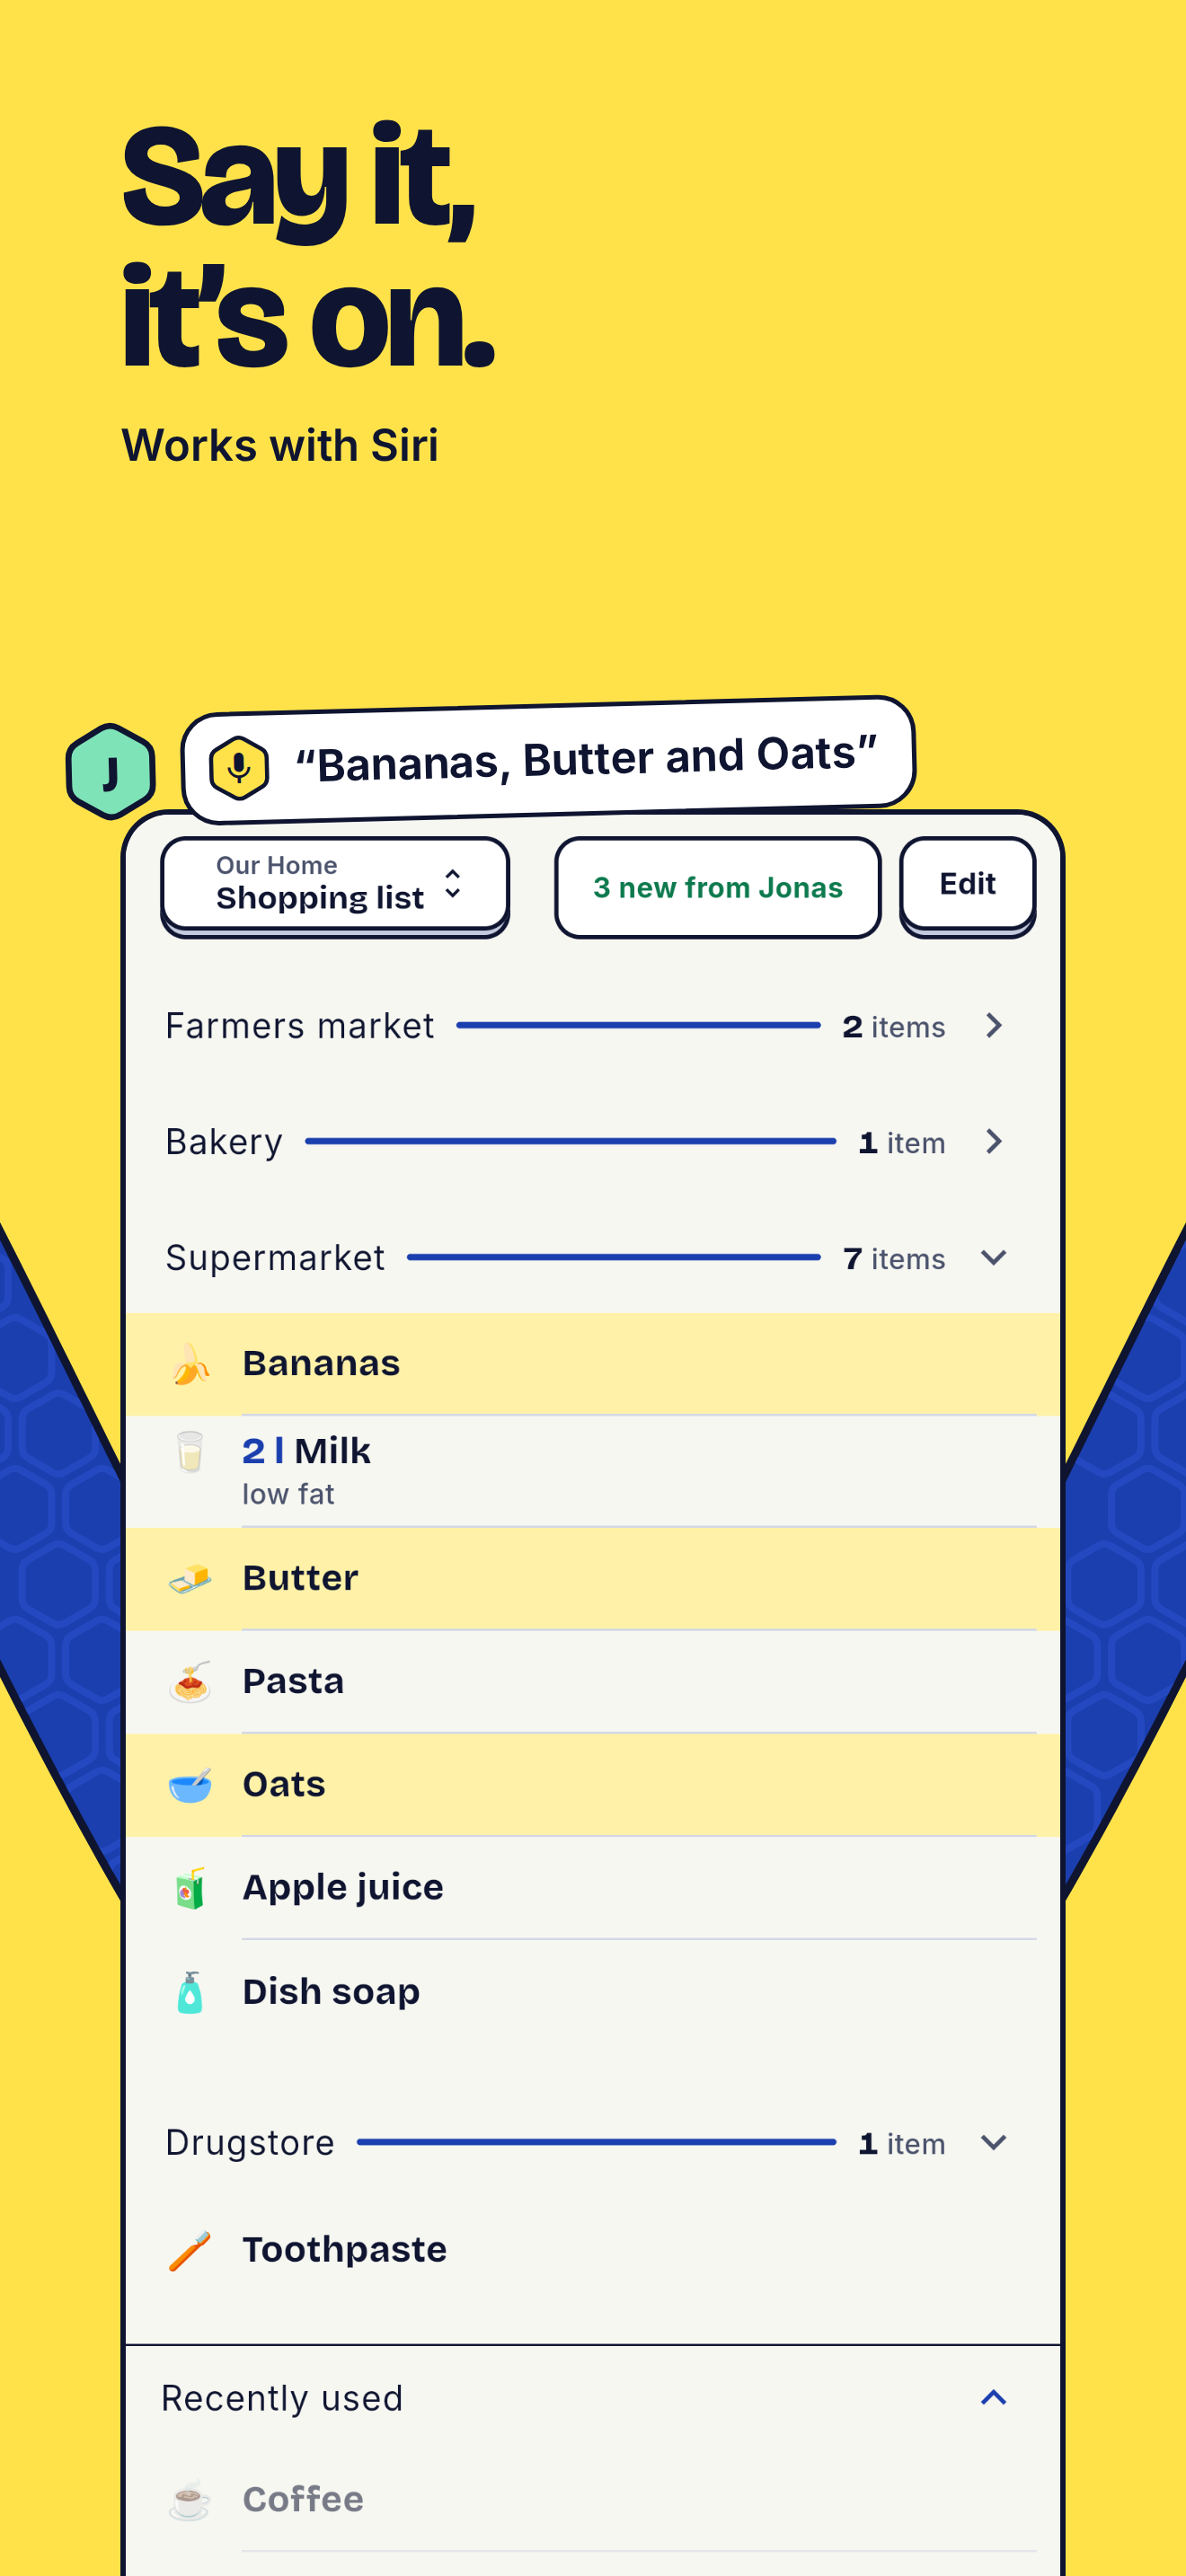 Say it,
it’s on.
Works with Siri
J
“Bananas, Butter and Oats”
Our Home
Shopping list
3 new from Jonas
Edit
Farmers market 2 items
Bakery 1 item
Supermarket 7 items
Bananas
2 l Milk
low fat
Butter
Pasta
Oats
Apple juice
Dish soap
Drugstore 1 item
Toothpaste
Recently used
Coffee